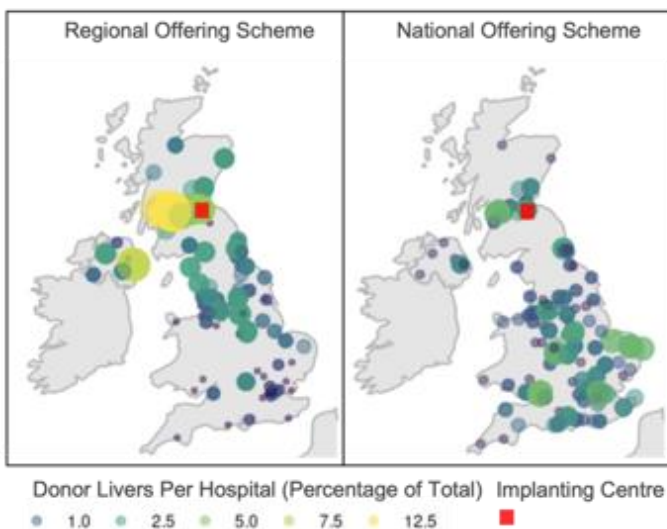 Regional Offering Scheme
National Offering Scheme
Donor Livers Per Hospital (Percentage of Total) Implanting Centre
1.0 2.5 5.0 7.5 12.5